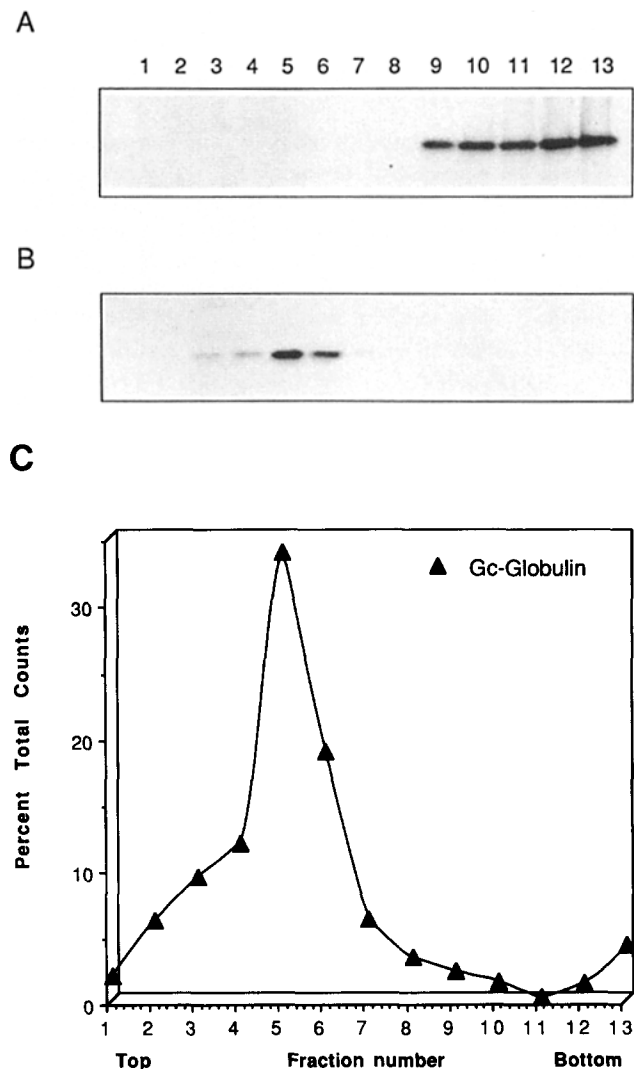 A
1 2 3 4 5 6 7 8 9 10 11 12 13
B
C
Gc-Globulin
Percent Total Counts
30
20
10
0
1 2 3 4 5 6 7 8 9 10 11 12 13
Top Fraction number Bottom